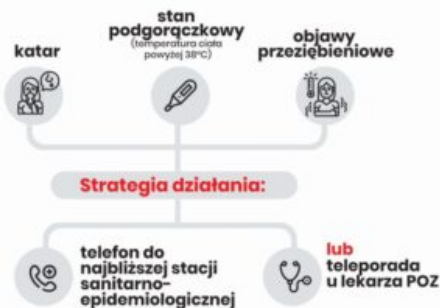 katar
stan
podgorączkowy
(temperatura ciała
powyżej 38°C)
objawy
przeziębieniowe
Strategia działania:
telefon do
najbliższej stacji
sanitarno-
epidemiologicznej
lub
teleporada
u lekarza POZ